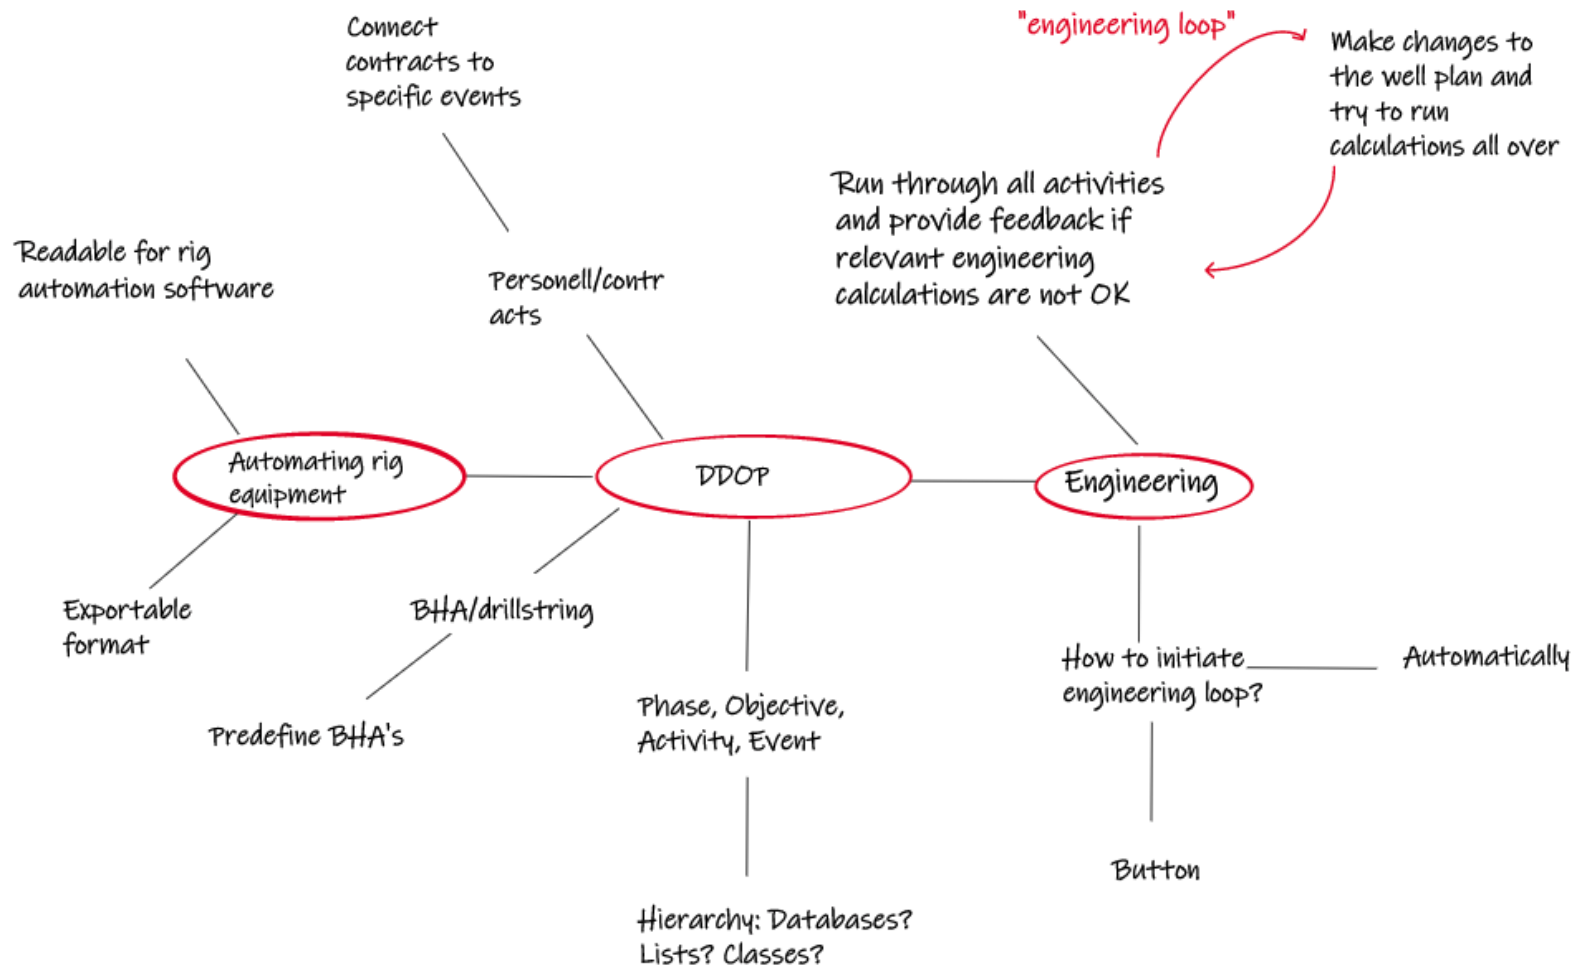 Connect
contracts to
specific events
"engineering loop"
Make changes to
the well plan and
try to run
calculations all over
Run through all activities
and provide feedback if
relevant engineering
calculations are not OK
Readable for rig
automation software
Personell/contr
acts
Automating rig
equipment
DDOP
Engineering
Exportable
format
BHA/drillstring
Predefine BHA's
Phase, Objective,
Activity, Event
How to initiate
engineering loop?
Automatically
Button
Hierarchy: Databases?
Lists? Classes?